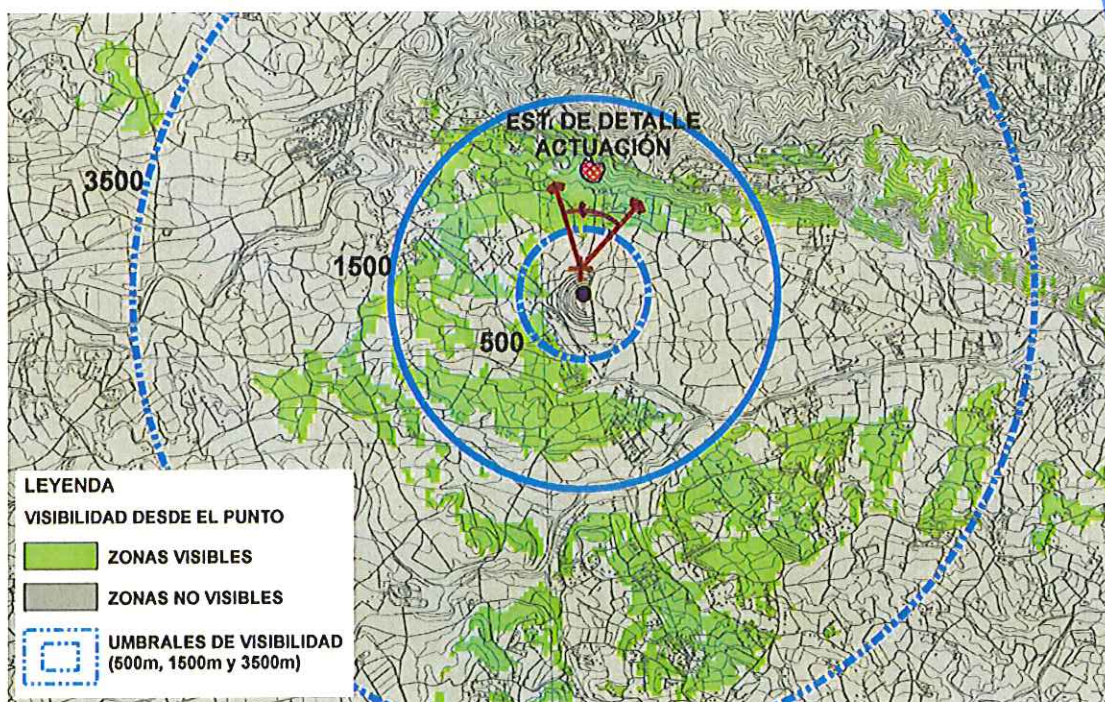 EST. DE DETALLE
ACTUACIÓN
3500
1500
500
LEYENDA
VISIBILIDAD DESDE EL PUNTO
ZONAS VISIBLES
ZONAS NO VISIBLES
UMBRALES DE VISIBILIDAD
(500m, 1500m y 3500m)